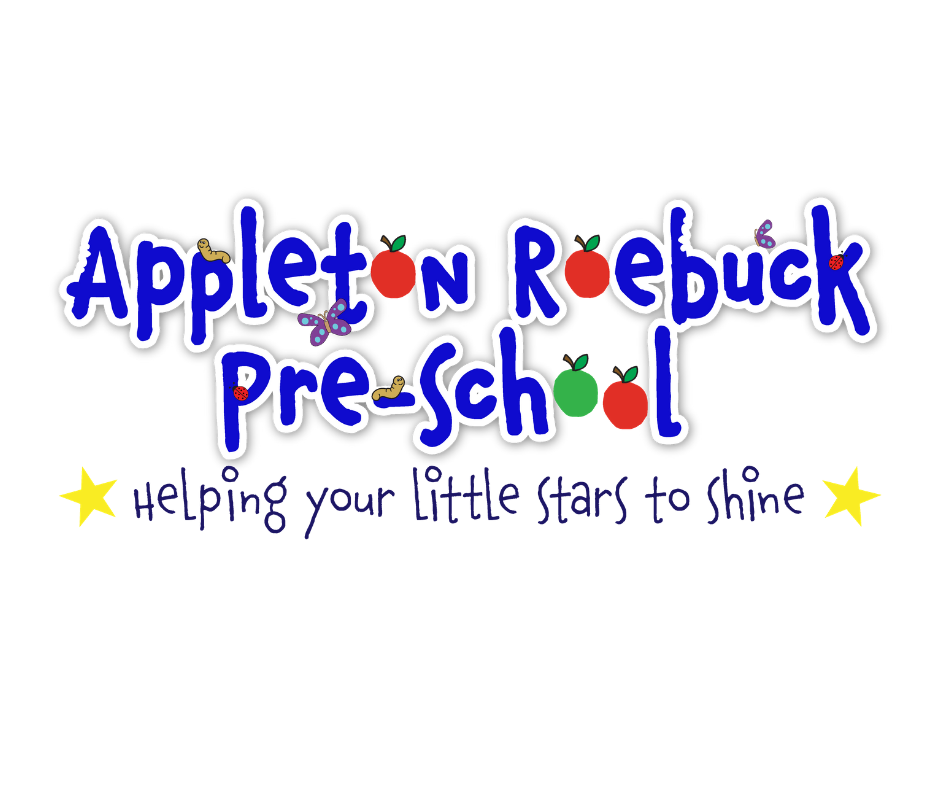 Appleton Roebuck
Pre-School
Helping your little stars to shine